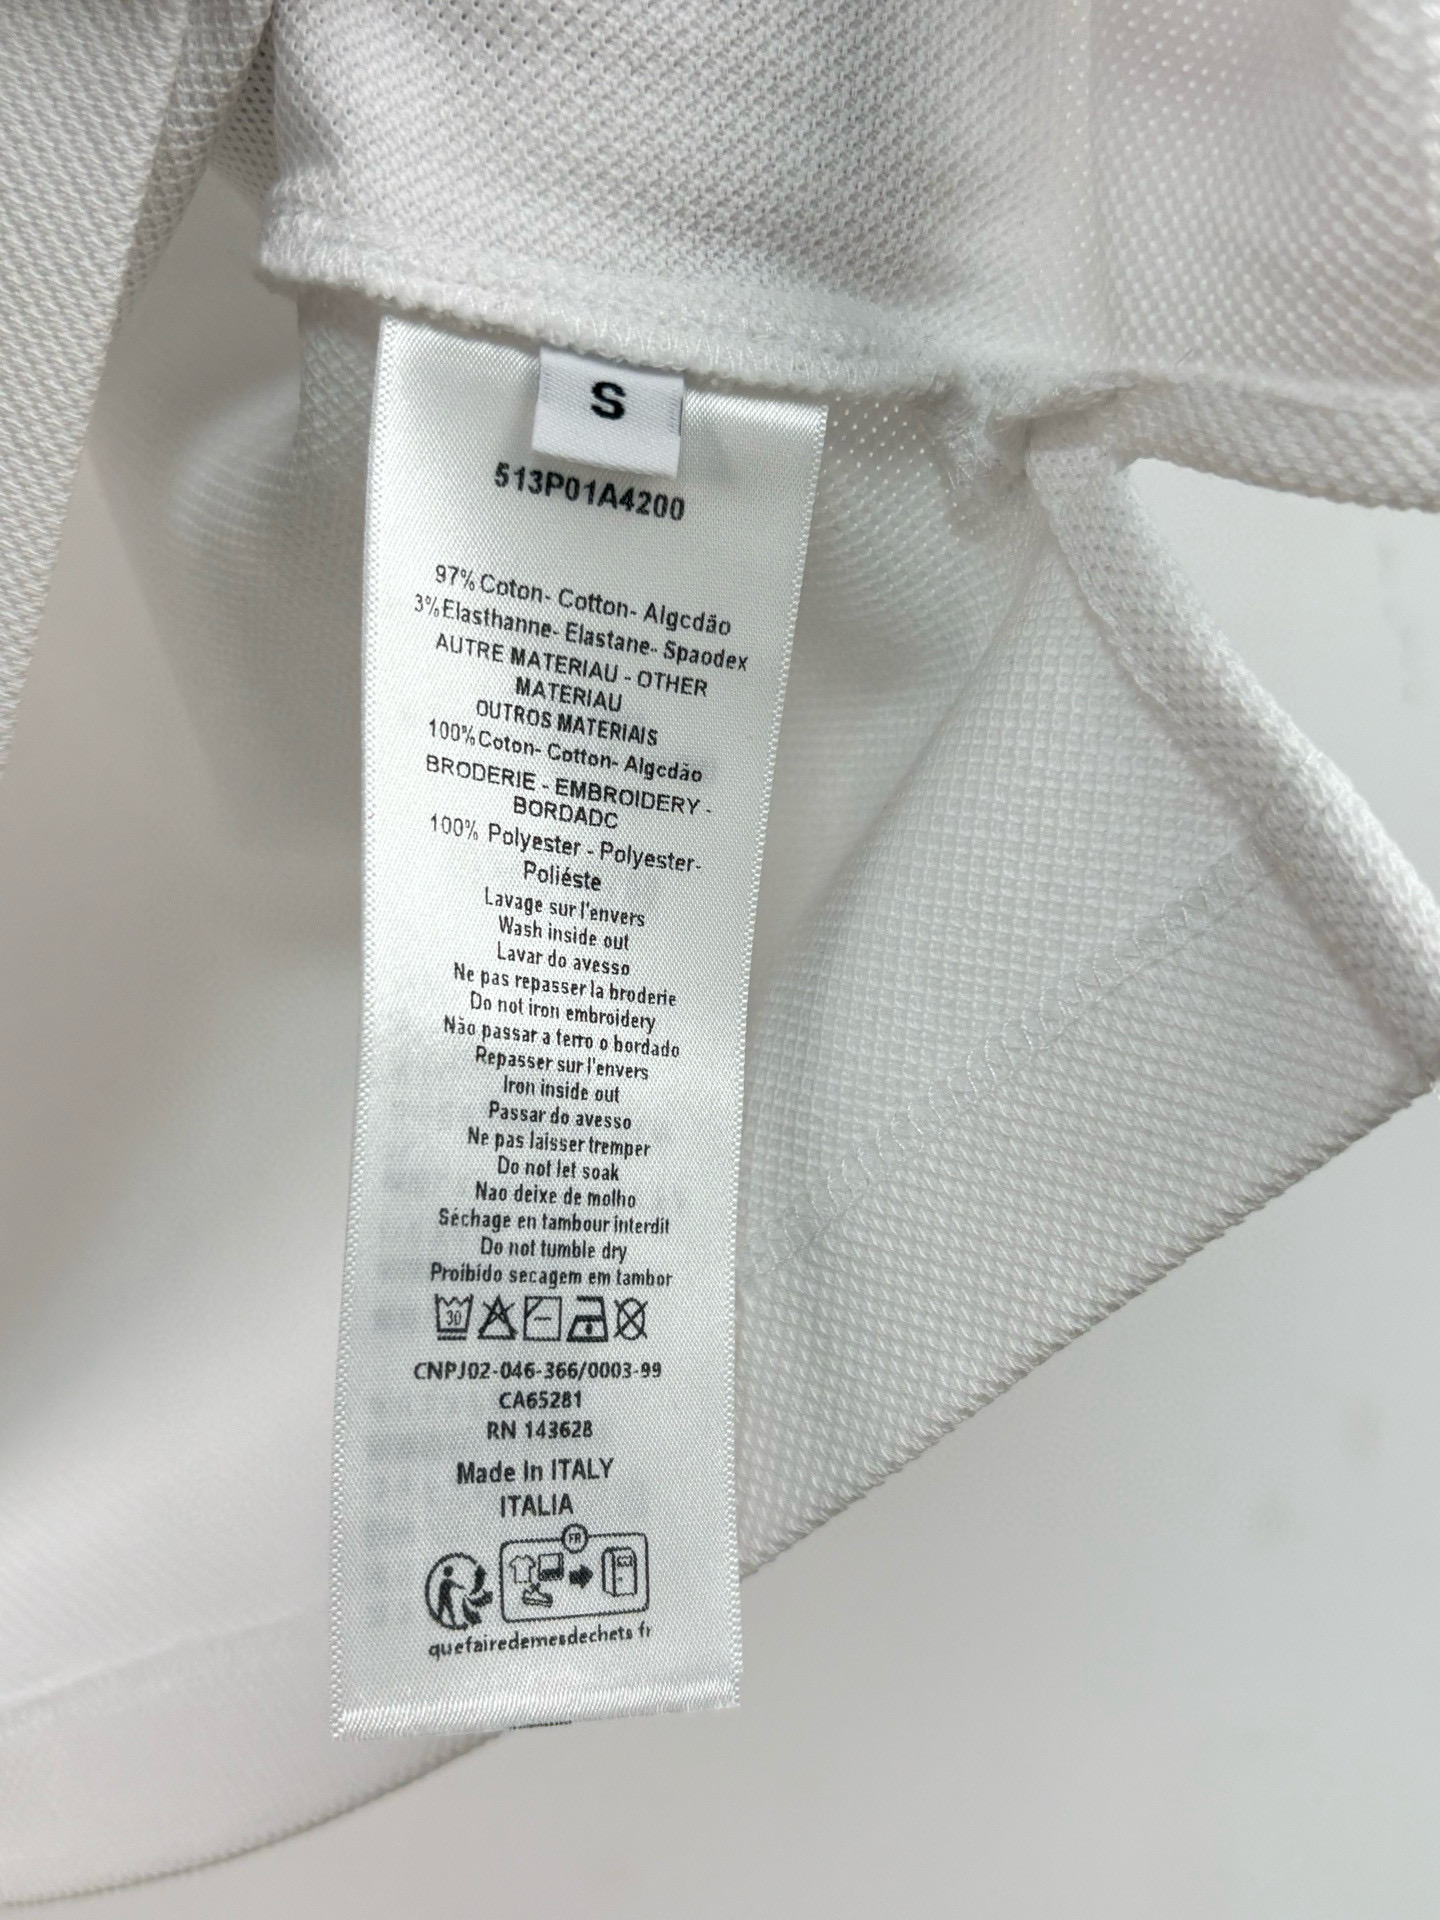 S
513P01A4200
97% Coton- Cotton- Algcdão
3%Elasthanne- Elastane- Spaodex
AUTRE MATERIAU - OTHER
MATERIAU
OUTROS MATERIAIS
100%Coton- Cotton- Algcdão
BRODERIE - EMBROIDERY -
BORDADC
100% Polyester - Polyester-
Poliéste
Lavage sur l'envers
Wash inside out
Lavar do avesso
Ne pas repasser la broderie
Do not iron embroidery
Não passar a ferro o bordado
Repasser sur l'envers
Iron inside out
Passar do avesso
Ne pas laisser tremper
Do not let soak
Nao deixe de molho
Séchage en tambour interdit
Do not tumble dry
Proibido secagem em tambor
30
CNPJ02-046-366/0003-99
CA65281
RN 143628
Made In ITALY
ITALIA
FR
quefairedemesdechets fr